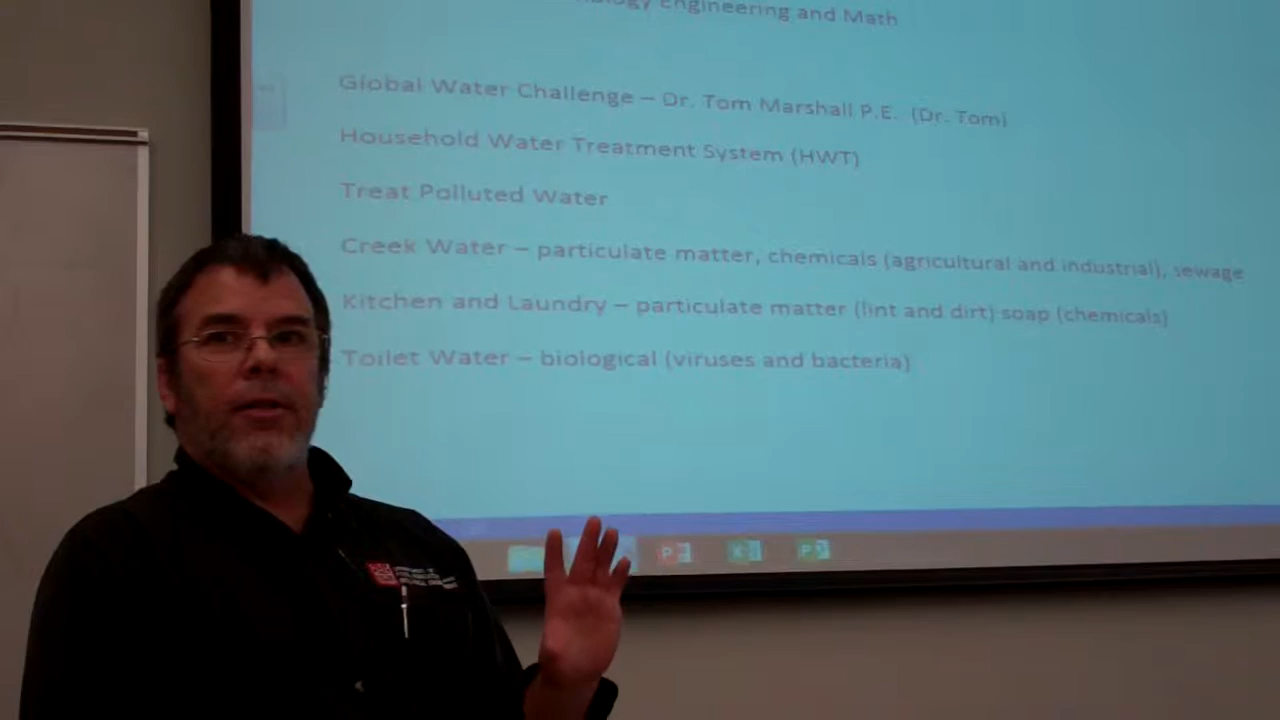 Engineering and Math
Global Water Challenge – Dr. Tom Marshall P.E. (Dr. Tom)
Household Water Treatment System (HWT)
Treat Polluted Water
Creek Water – particulate matter, chemicals (agricultural and industrial), sewage
Kitchen and Laundry – particulate matter (lint and dirt) soap (chemicals)
Toilet Water – biological (viruses and bacteria)